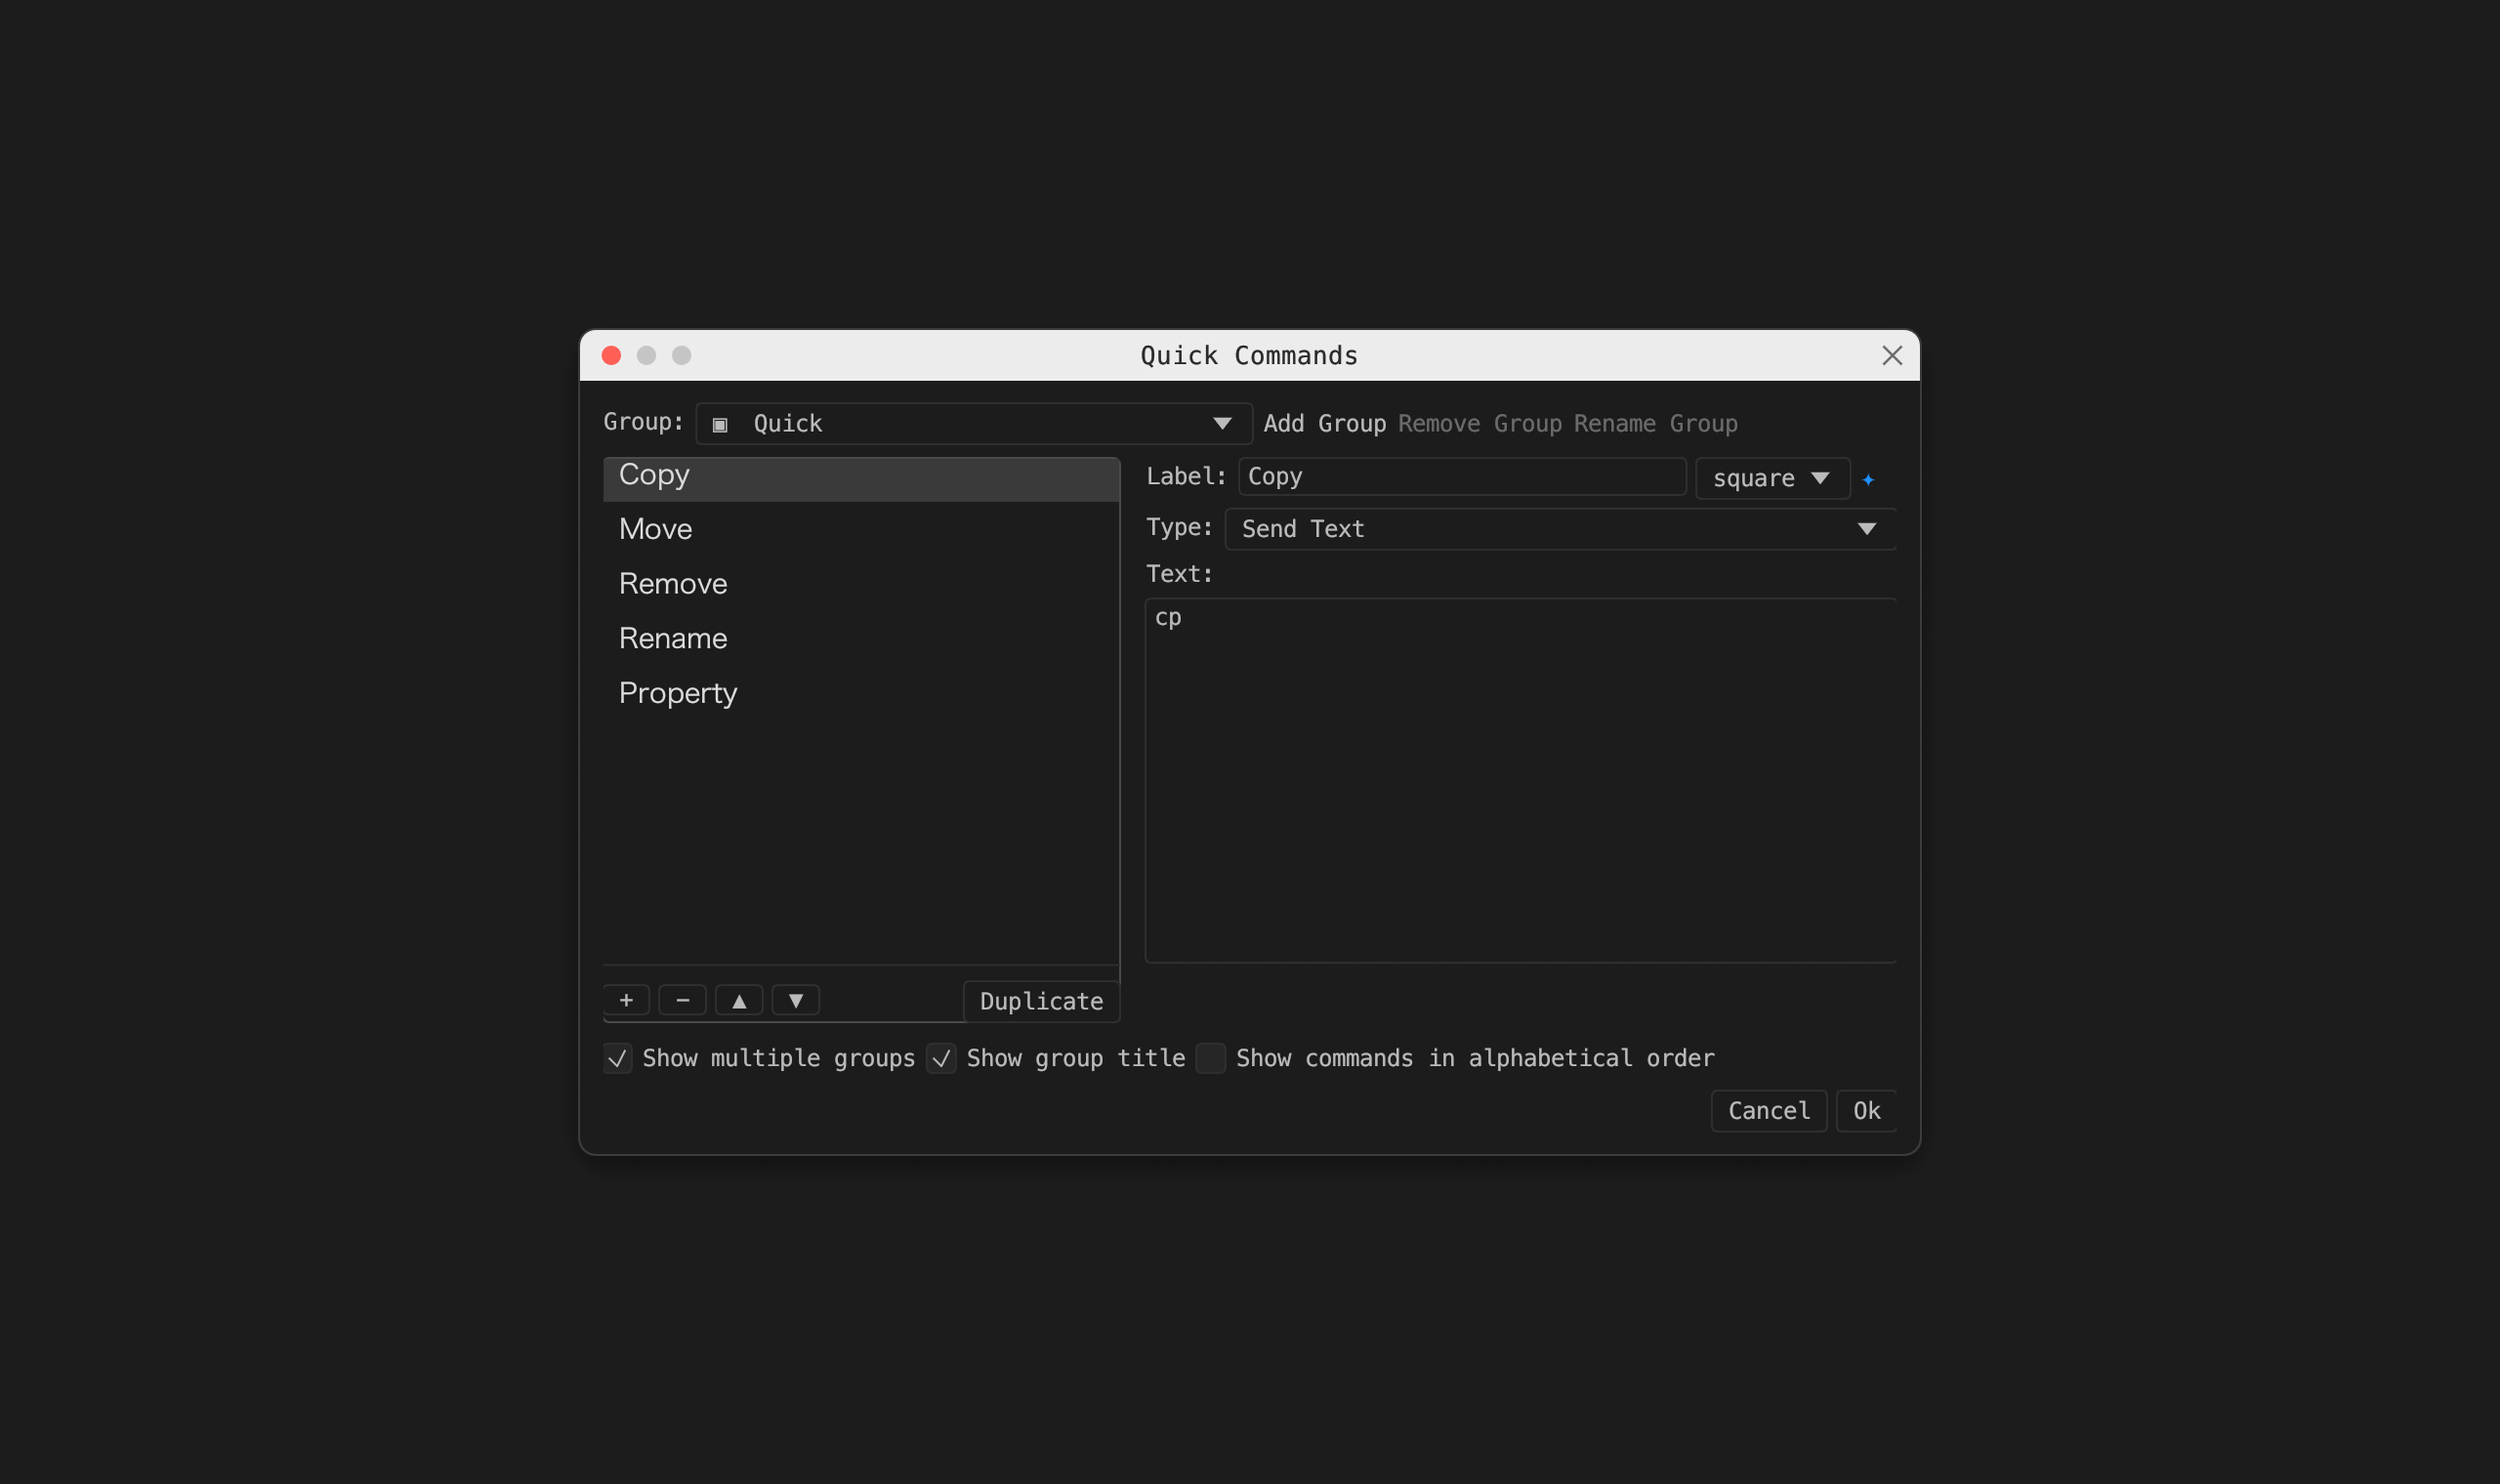 Quick Commands
Group: Quick Add Group Remove Group Rename Group
Copy
Move
Remove
Rename
Property
+ − ▲ ▼ Duplicate
Label: Copy square
Type: Send Text
Text:
cp
Show multiple groups Show group title Show commands in alphabetical order
Cancel Ok